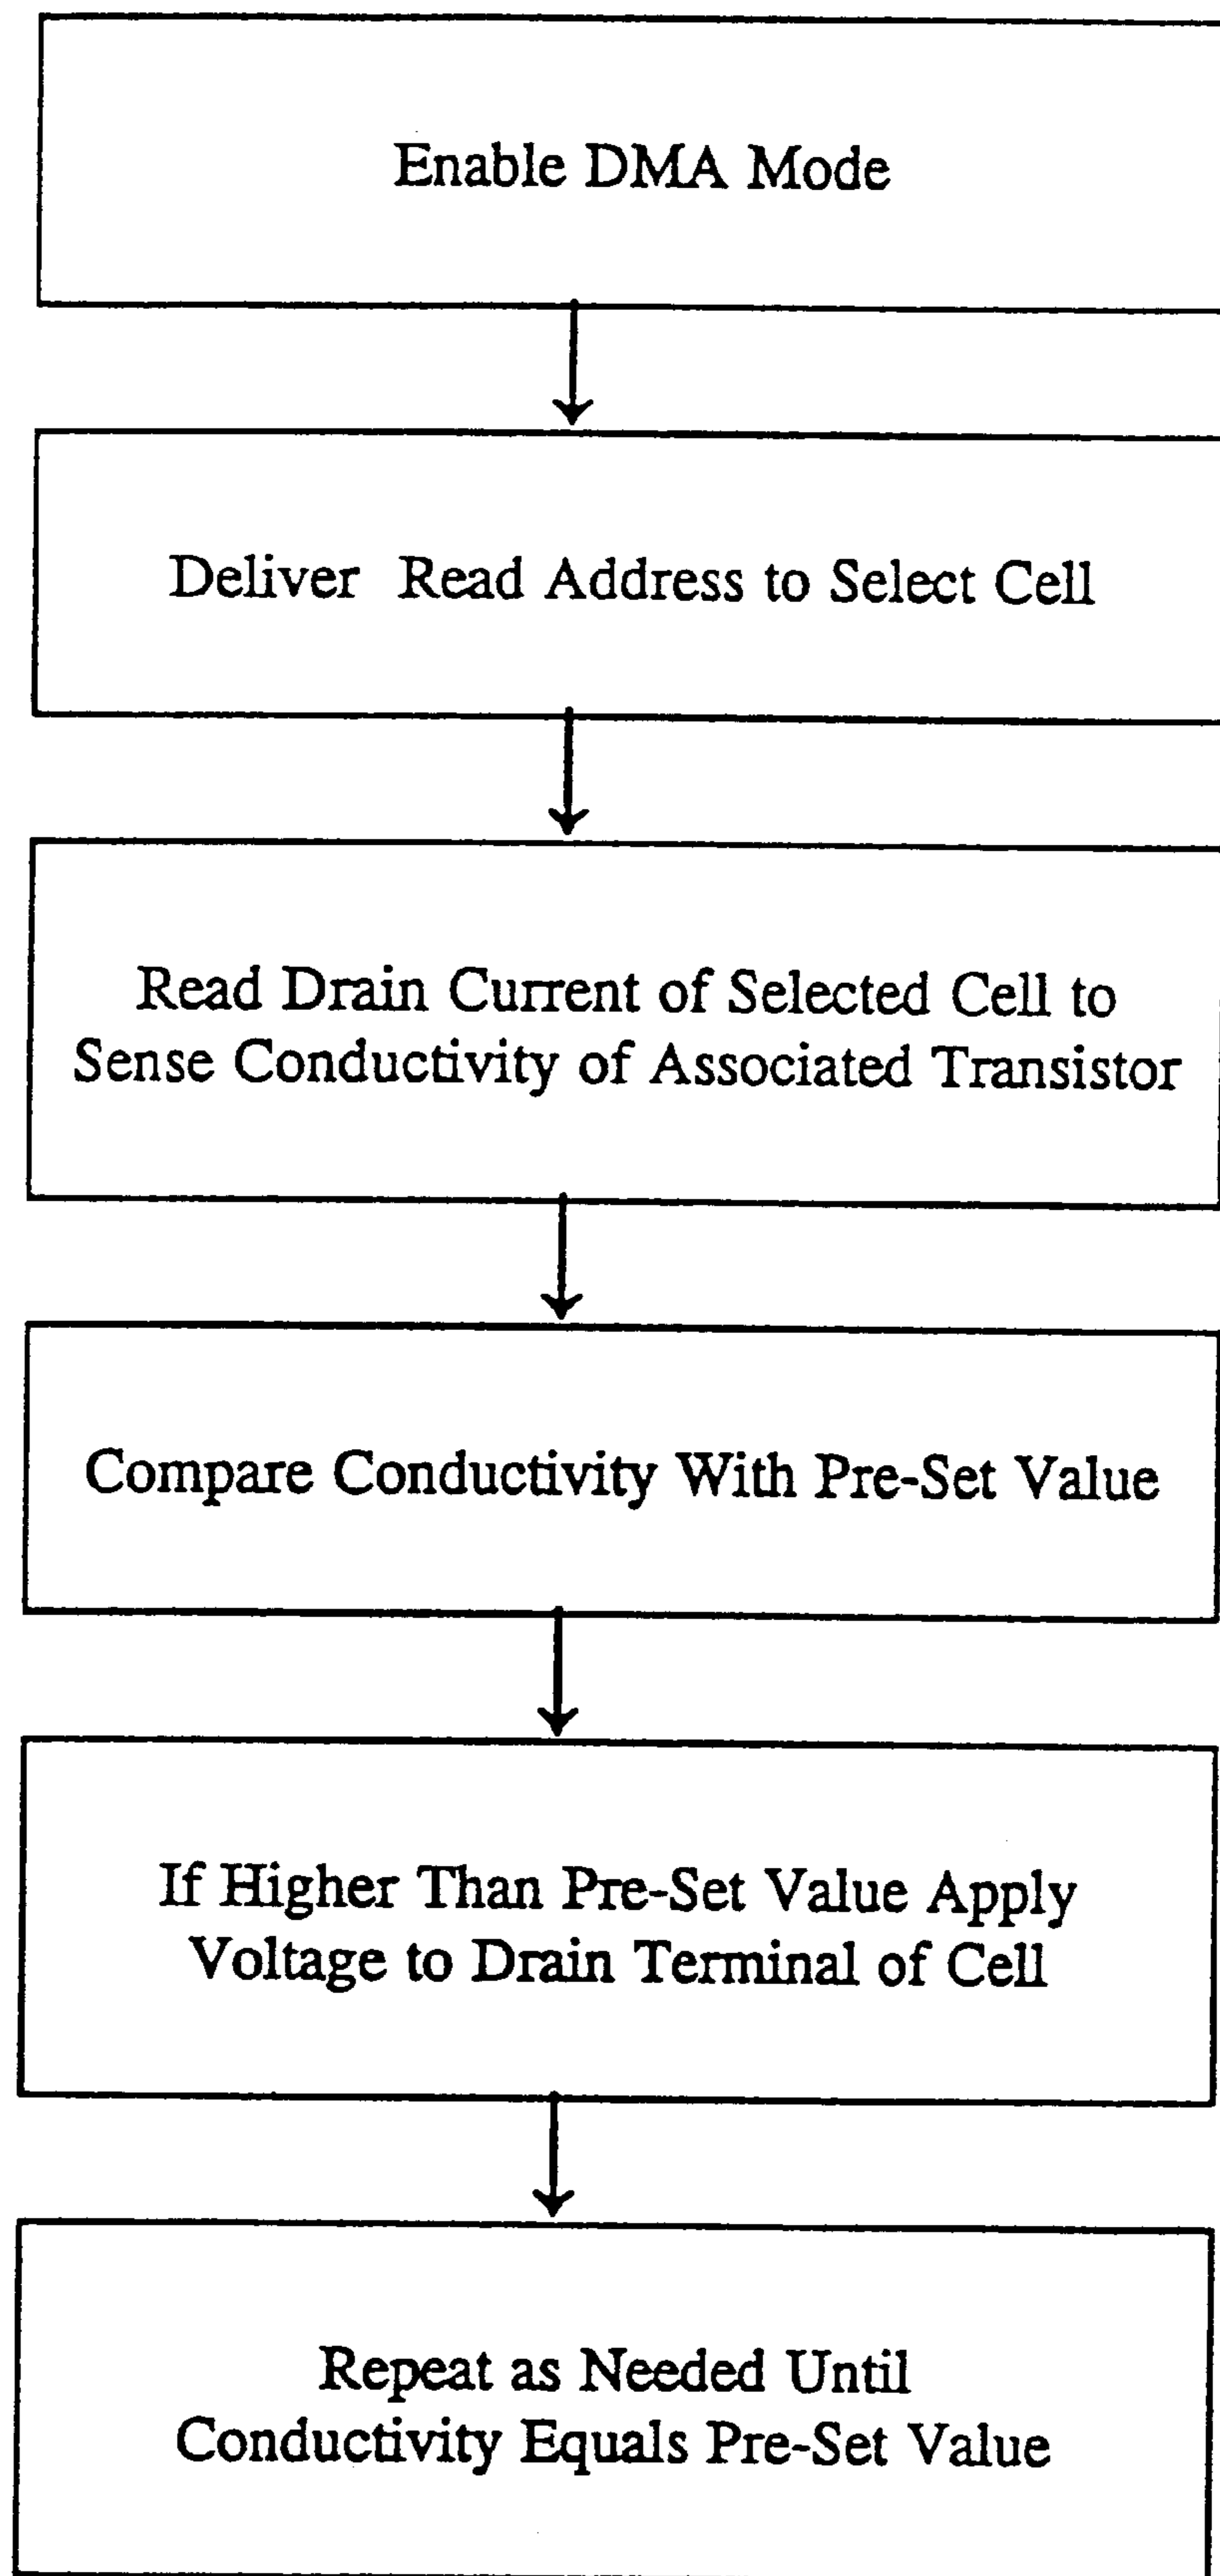 Enable DMA Mode
Deliver Read Address to Select Cell
Read Drain Current of Selected Cell to
Sense Conductivity of Associated Transistor
Compare Conductivity With Pre-Set Value
If Higher Than Pre-Set Value Apply
Voltage to Drain Terminal of Cell
Repeat as Needed Until
Conductivity Equals Pre-Set Value